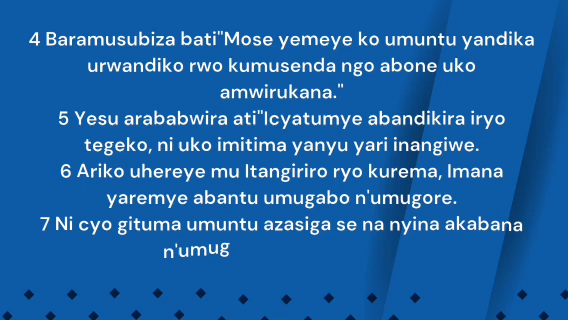 4 Baramusubiza bati"Mose yemeye ko umuntu yandika
urwandiko rwo kumusenda ngo abone uko
amwirukana."
5 Yesu arababwira ati"Icyatumye abandikira iryo
tegeko, ni uko imitima yanyu yari inangiwe.
6 Ariko uhereye mu Itangiriro ryo kurema, Imana
yaremye abantu umugabo n'umugore.
7 Ni cyo gituma umuntu azasiga se na nyina akabana
n'umug